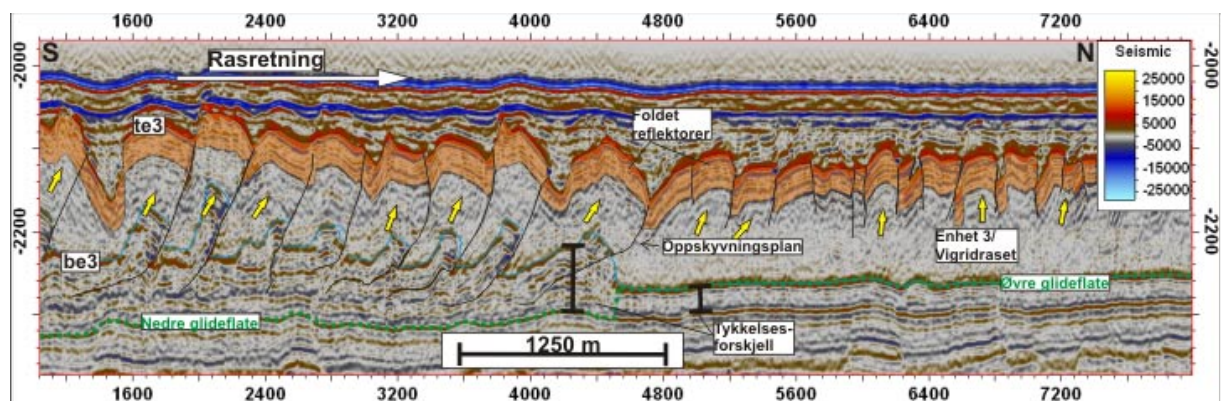 1600 2400 3200 4000 4800 5600 6400 7200
S
N
-2000
-2000
Rasretning
Seismic
25000
15000
5000
-5000
-15000
-25000
te3
Foldet
reflektorer
-2200
-2200
be3
Oppskyvningsplan
Enhet 3/
Vigridraset
Øvre glideflate
Nedre glideflate
Tykkelses-
forskjell
1250 m
1600 2400 3200 4000 4800 5600 6400 7200